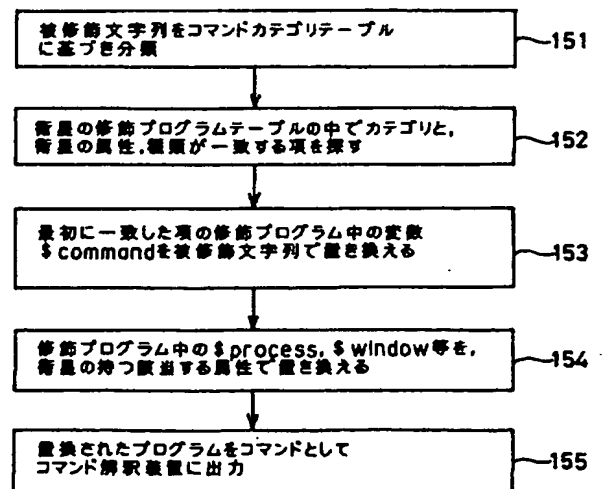 被修飾文字列をコマンドカテゴリテーブル
に基づき分類
151
衛星の修飾プログラムテーブルの中でカテゴリと,
衛星の属性,種類が一致する項を探す
152
最初に一致した項の修飾プログラム中の変数
$commandを被修飾文字列で置き換える
153
修飾プログラム中の$process, $window等を,
衛星の持つ該当する属性で置き換える
154
置換されたプログラムをコマンドとして
コマンド解釈装置に出力
155